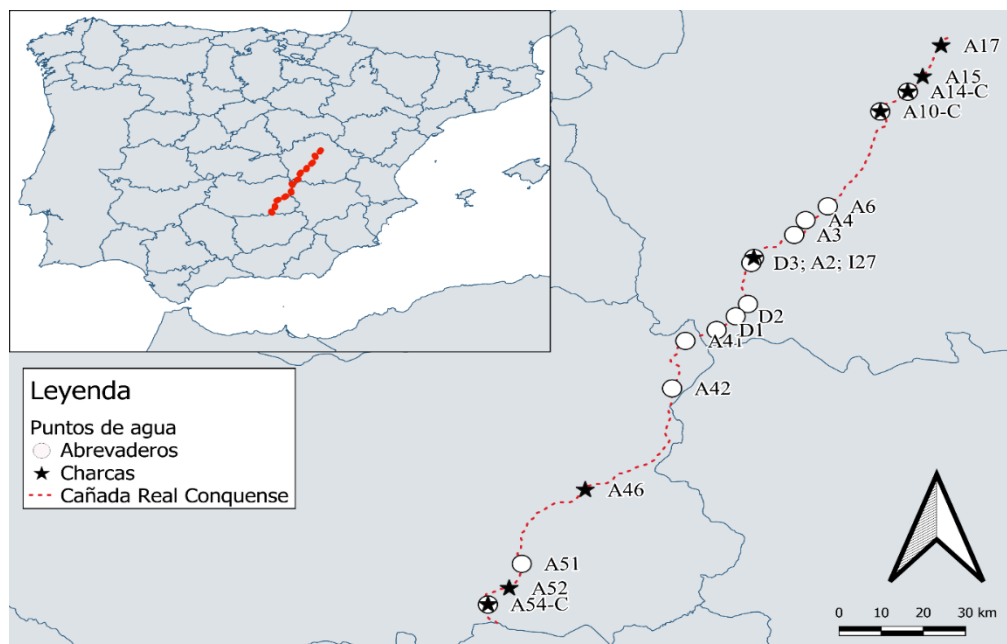 A17
A15
A14-C
A10-C
A6
A4
A3
D3; A2; I27
D2
D1
A41
A42
Leyenda
Puntos de agua
Abrevaderos
Charcas
Cañada Real Conquense
A46
A51
A52
A54-C
0 10 20 30 km